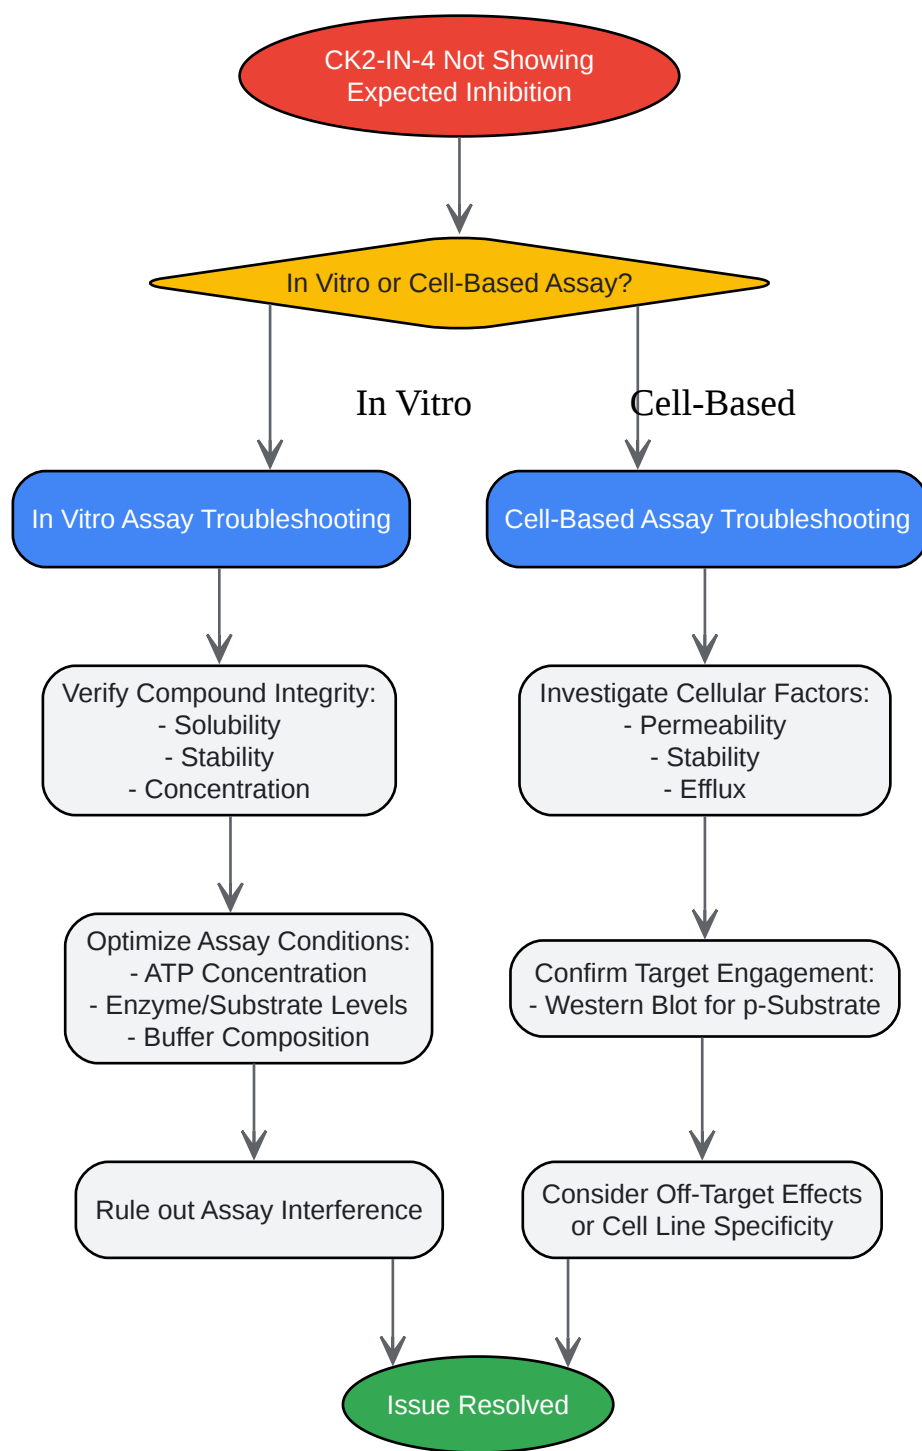 CK2-IN-4 Not Showing
Expected Inhibition
In Vitro or Cell-Based Assay?
In Vitro
Cell-Based
In Vitro Assay Troubleshooting
Cell-Based Assay Troubleshooting
Verify Compound Integrity:
- Solubility
- Stability
- Concentration
Investigate Cellular Factors:
- Permeability
- Stability
- Efflux
Optimize Assay Conditions:
- ATP Concentration
- Enzyme/Substrate Levels
- Buffer Composition
Confirm Target Engagement:
- Western Blot for p-Substrate
Rule out Assay Interference
Consider Off-Target Effects
or Cell Line Specificity
Issue Resolved